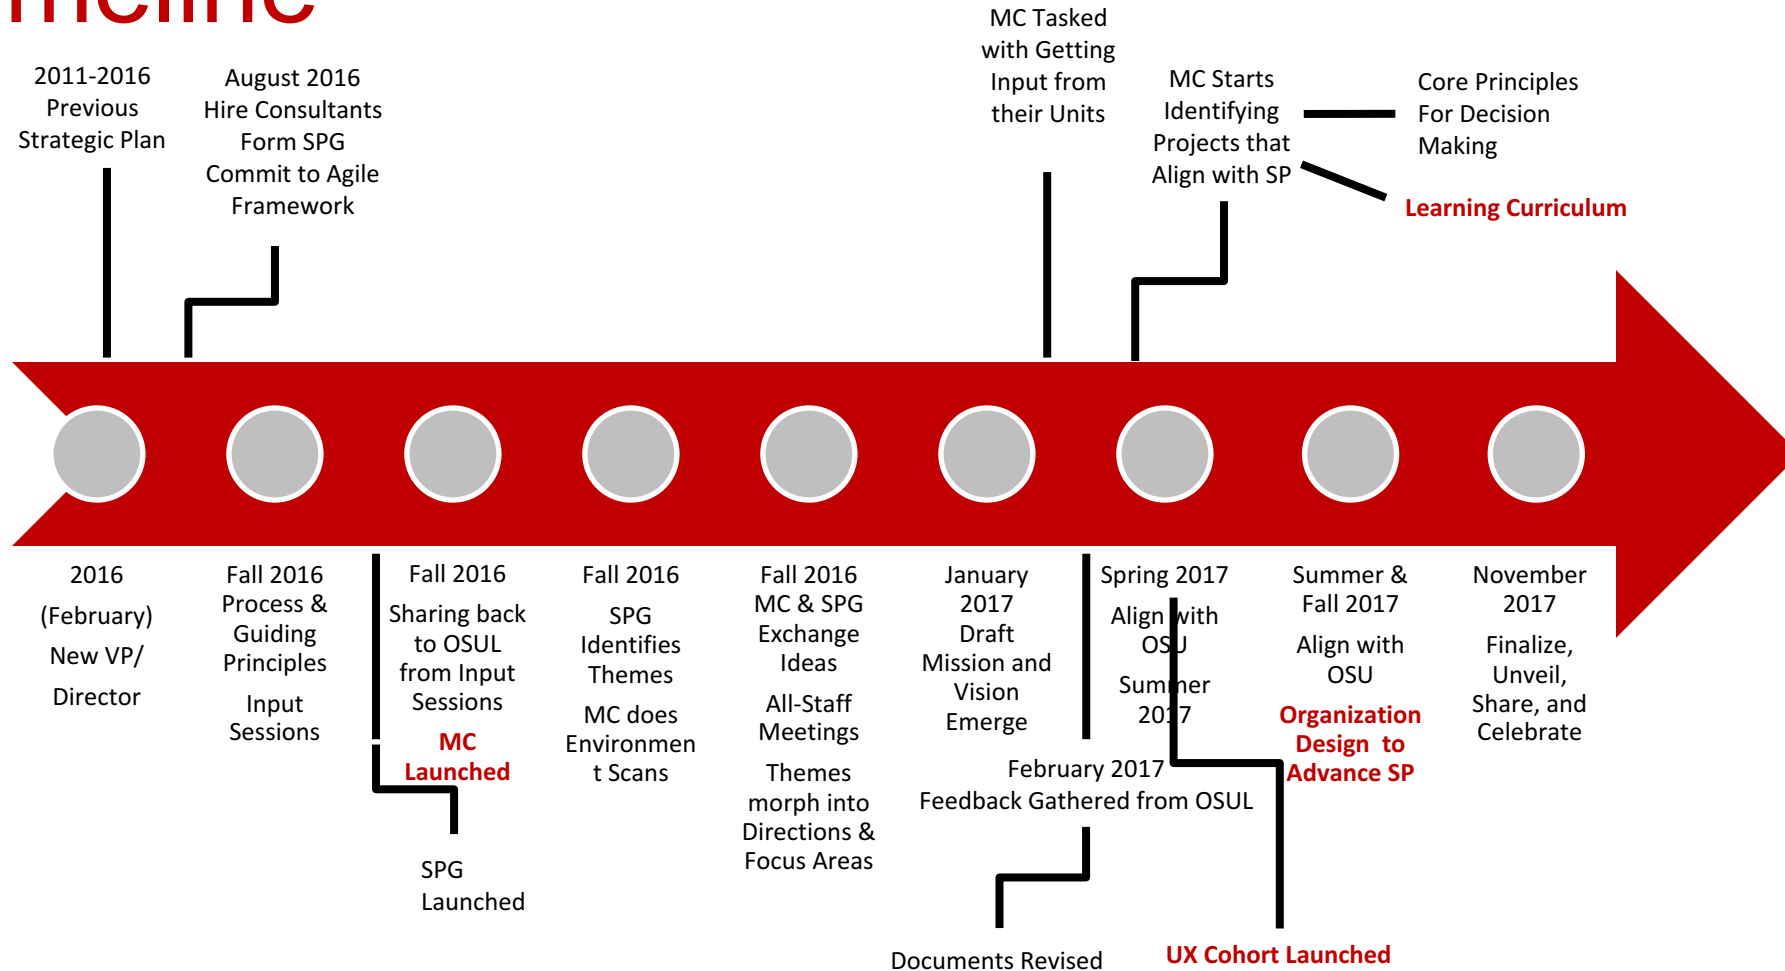 meline
2011-2016
Previous
Strategic Plan
August 2016
Hire Consultants
Form SPG
Commit to Agile
Framework
MC Tasked
with Getting
Input from
their Units
MC Starts
Identifying
Projects that
Align with SP
Core Principles
For Decision
Making
Learning Curriculum
2016
(February)
New VP/
Director
Fall 2016
Process &
Guiding
Principles
Input
Sessions
Fall 2016
Sharing back
to OSUL
from Input
Sessions
MC
Launched
SPG
Launched
Fall 2016
SPG
Identifies
Themes
MC does
Environmen
t Scans
Fall 2016
MC & SPG
Exchange
Ideas
All-Staff
Meetings
Themes
morph into
Directions &
Focus Areas
January
2017
Draft
Mission and
Vision
Emerge
February 2017
Feedback Gathered from OSUL
Documents Revised
Spring 2017
Align with
OSU
Summer
2017
UX Cohort Launched
Summer &
Fall 2017
Align with
OSU
Organization
Design to
Advance SP
November
2017
Finalize,
Unveil,
Share, and
Celebrate